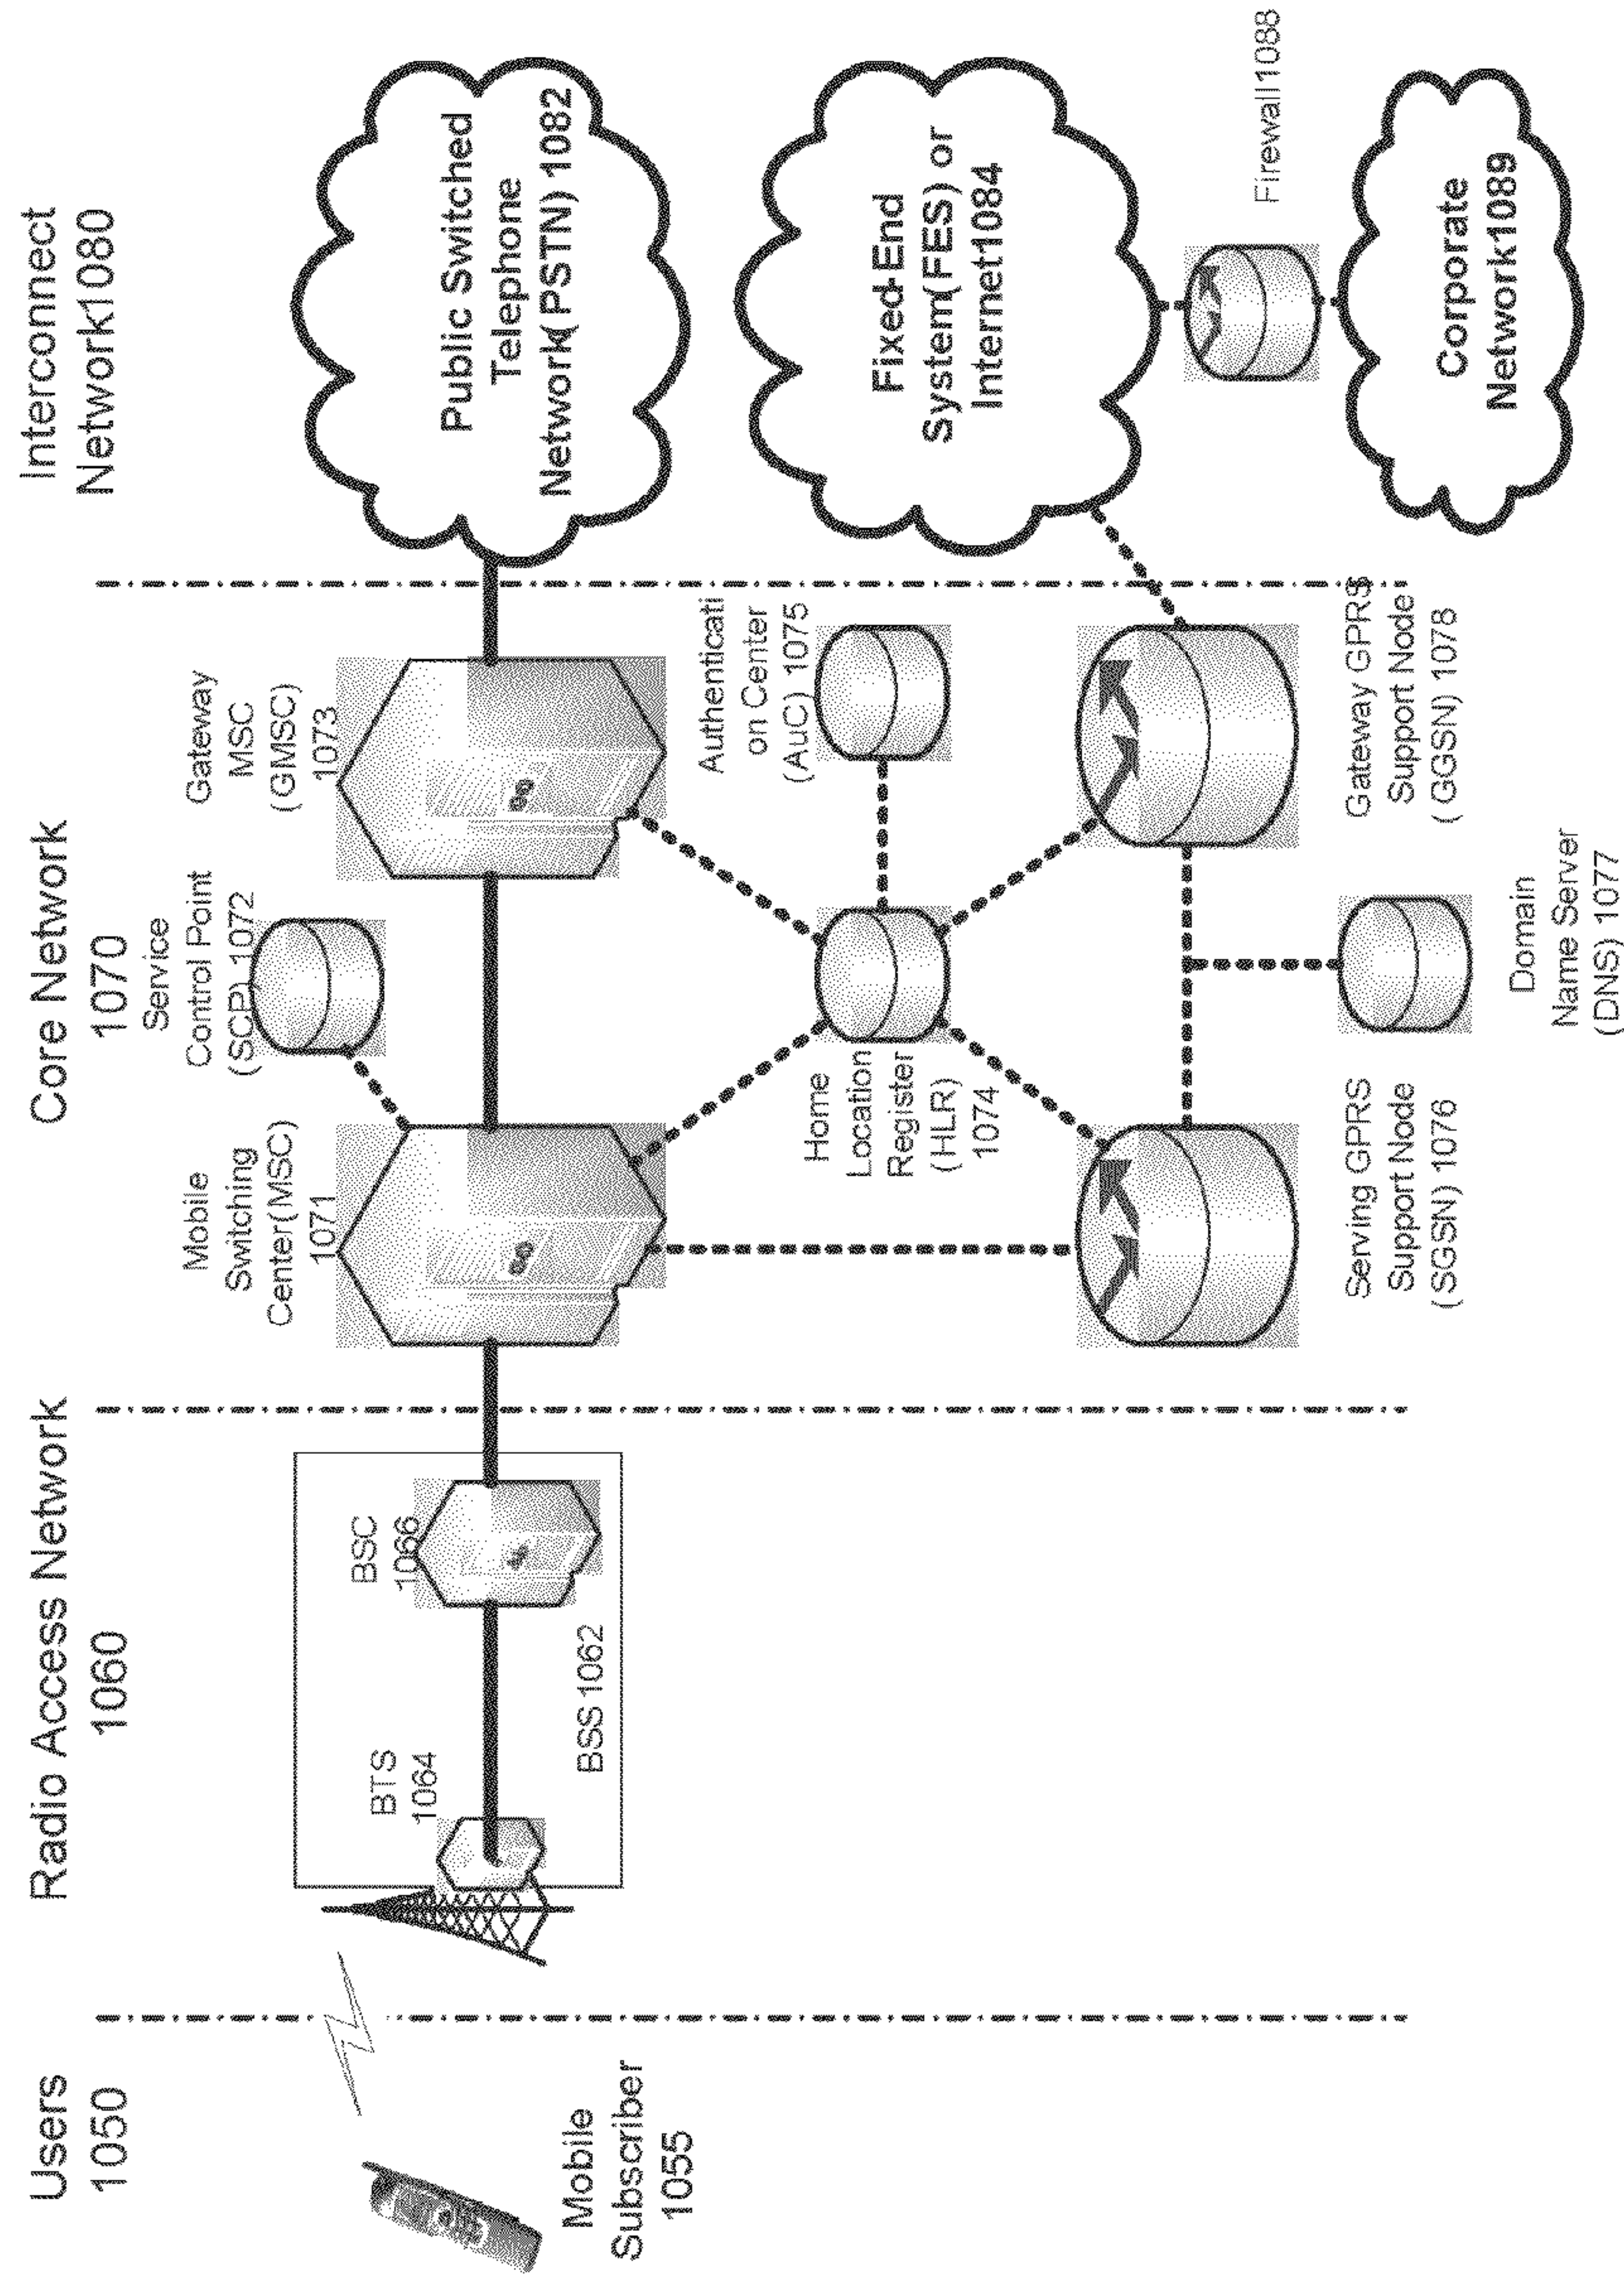 Users
1050
Radio Access Network
1060
Core Network
1070
Interconnect
Network1080
Mobile
Subscriber
1055
BTS
1064
BSC
1066
BSS 1062
Mobile
Switching
Center(MSC)
1071
Service
Control Point
(SCP) 1072
Gateway
MSC
(GMSC)
1073
Public Switched
Telephone
Network(PSTN) 1082
Home
Location
Register
(HLR)
1074
Authenticati
on Center
(AuC) 1075
Fixed-End
System(FES) or
Internet1084
Serving GPRS
Support Node
(SGSN) 1076
Domain
Name Server
(DNS) 1077
Gateway GPRS
Support Node
(GGSN) 1078
Firewall1088
Corporate
Network1089